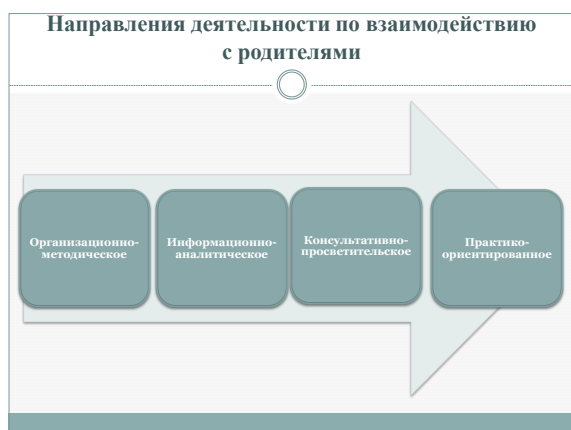 Направления деятельности по взаимодействию
с родителями
Организационно-
методическое
Информационно-
аналитическое
Консультативно-
просветительское
Практико-
ориентированное